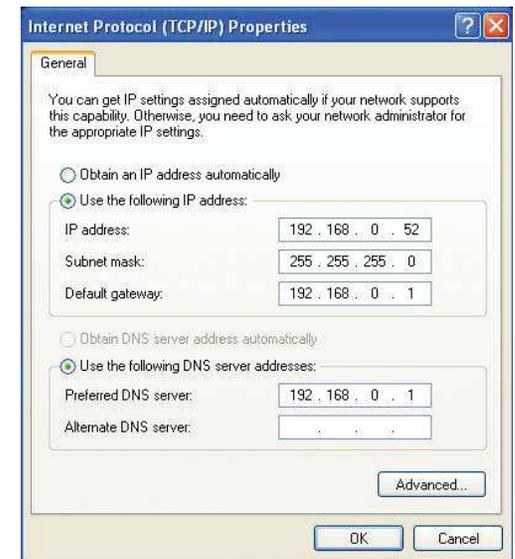 Internet Protocol (TCP/IP) Properties
General
You can get IP settings assigned automatically if your network supports
this capability. Otherwise, you need to ask your network administrator for
the appropriate IP settings.
Obtain an IP address automatically
Use the following IP address:
IP address: 192 . 168 . 0 . 52
Subnet mask: 255 . 255 . 255 . 0
Default gateway: 192 . 168 . 0 . 1
Obtain DNS server address automatically
Use the following DNS server addresses:
Preferred DNS server: 192 . 168 . 0 . 1
Alternate DNS server: . . .
Advanced...
OK Cancel